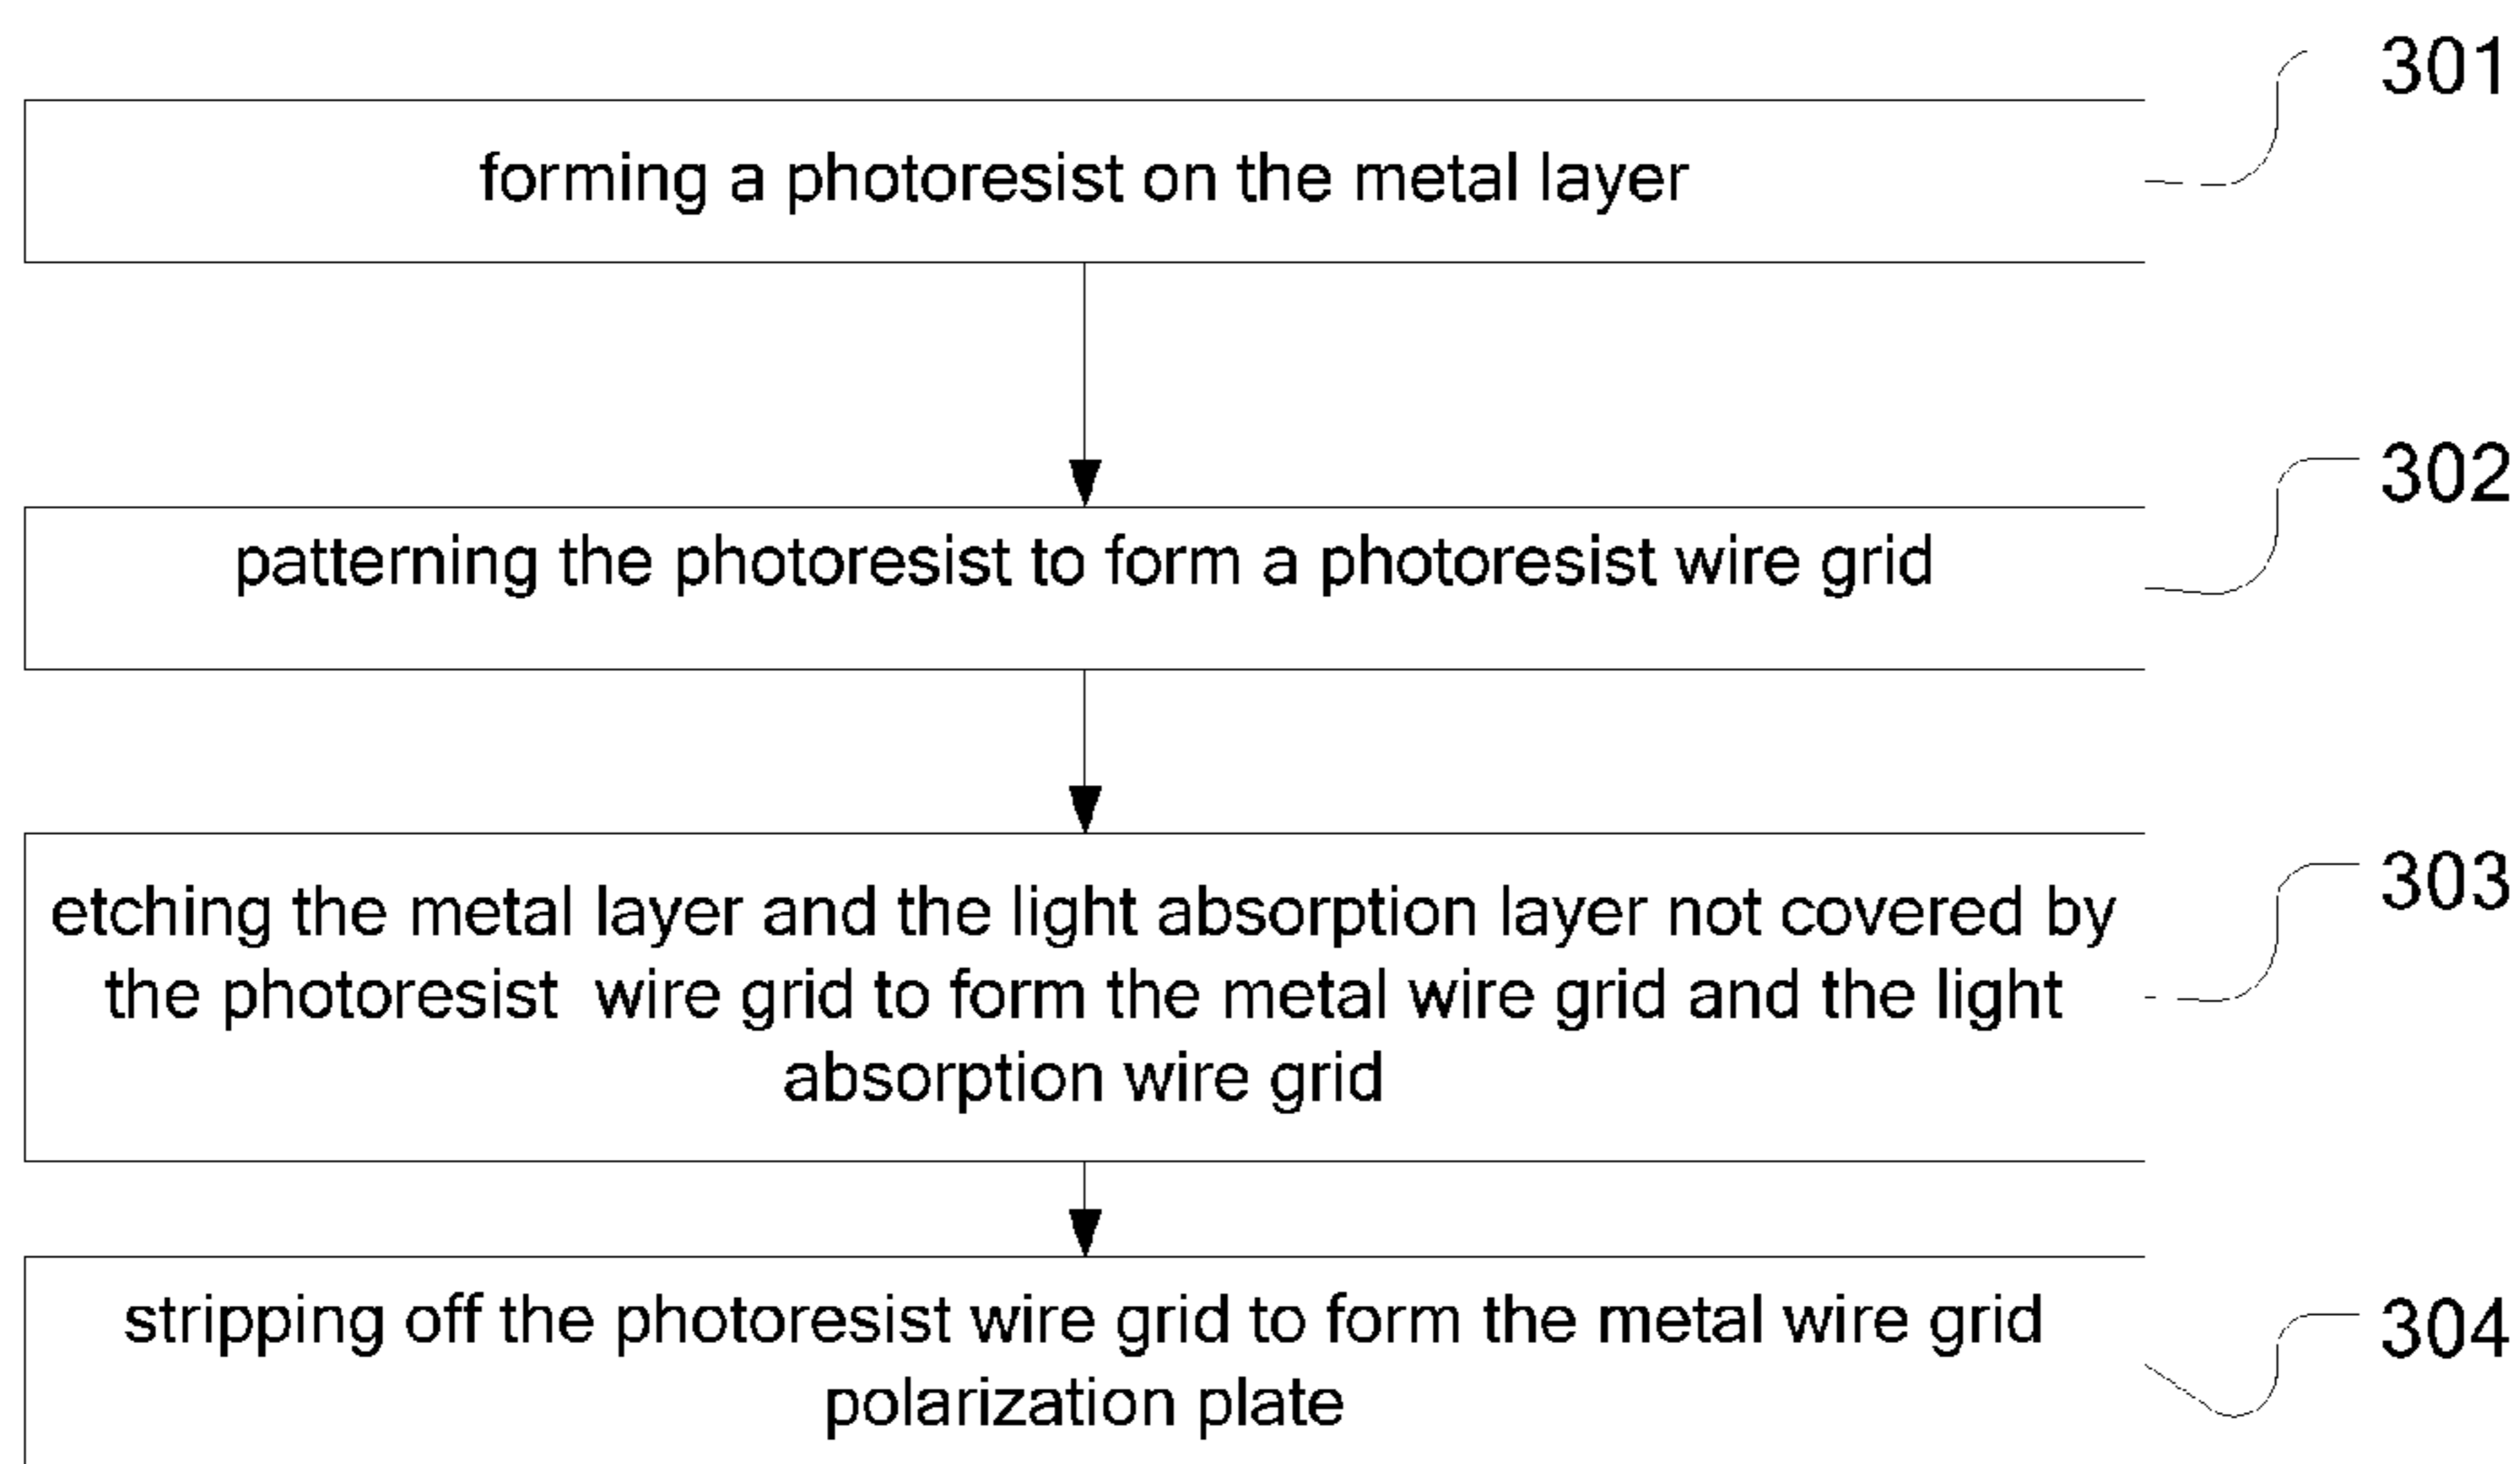 301
forming a photoresist on the metal layer
302
patterning the photoresist to form a photoresist wire grid
303
etching the metal layer and the light absorption layer not covered by
the photoresist  wire grid to form the metal wire grid and the light
absorption wire grid
304
stripping off the photoresist wire grid to form the metal wire grid
polarization plate